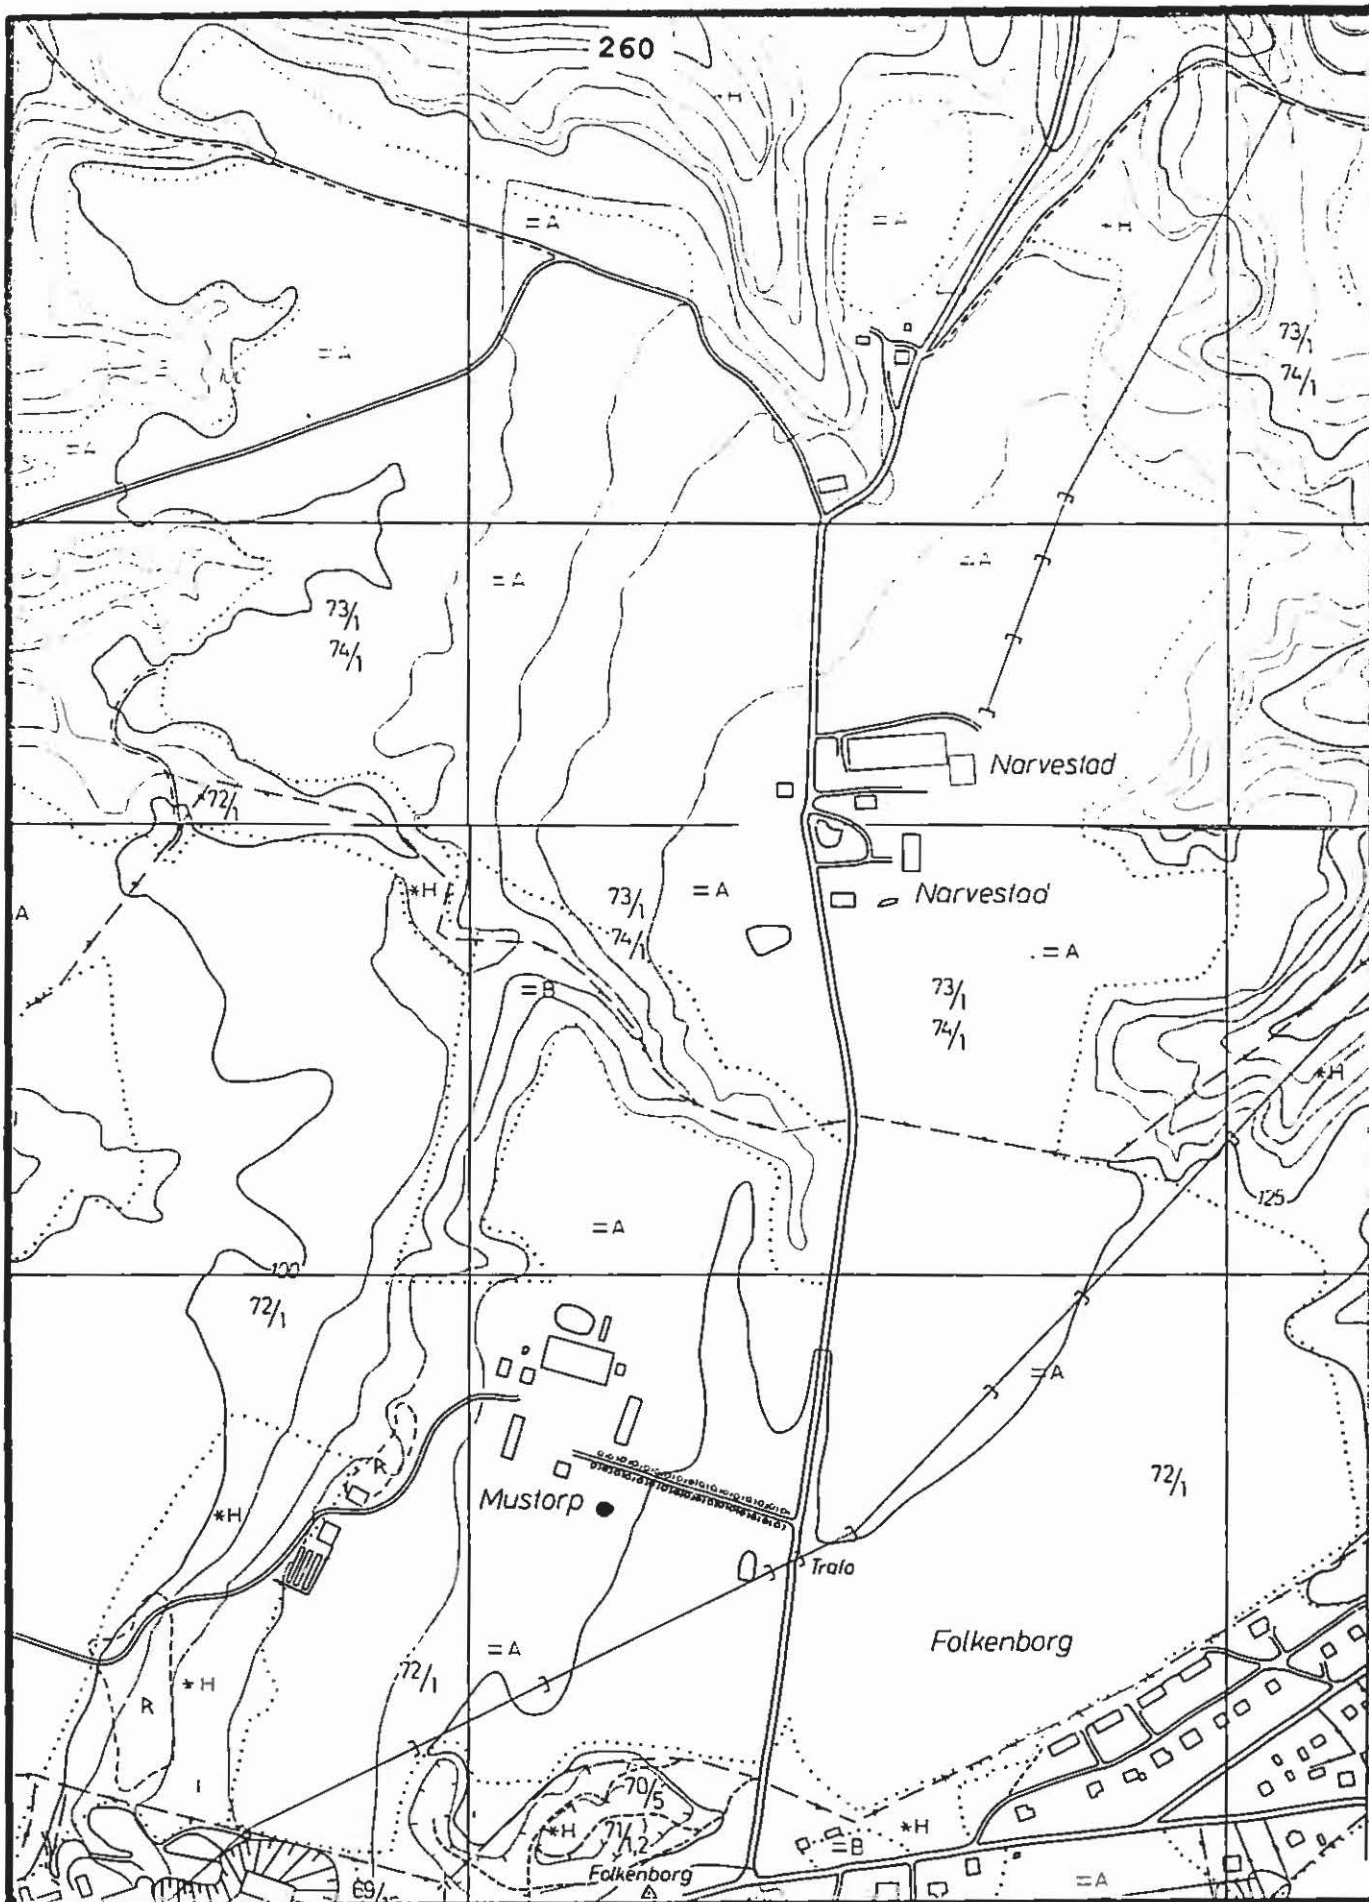 260
H
=A
=A
H
73/1
74/1
=A
=A
=A
73/1
74/1
Narvestad
72/1
*H
73/1
74/1
=A
Narvestad
A
=A
=B
73/1
74/1
*H
125
=A
100
72/1
=A
R
72/1
Mustorp
*H
Trafo
Folkenborg
=A
*H
72/1
R
70/5
*H
71/1,2
*H
=B
Folkenborg
69/
=A